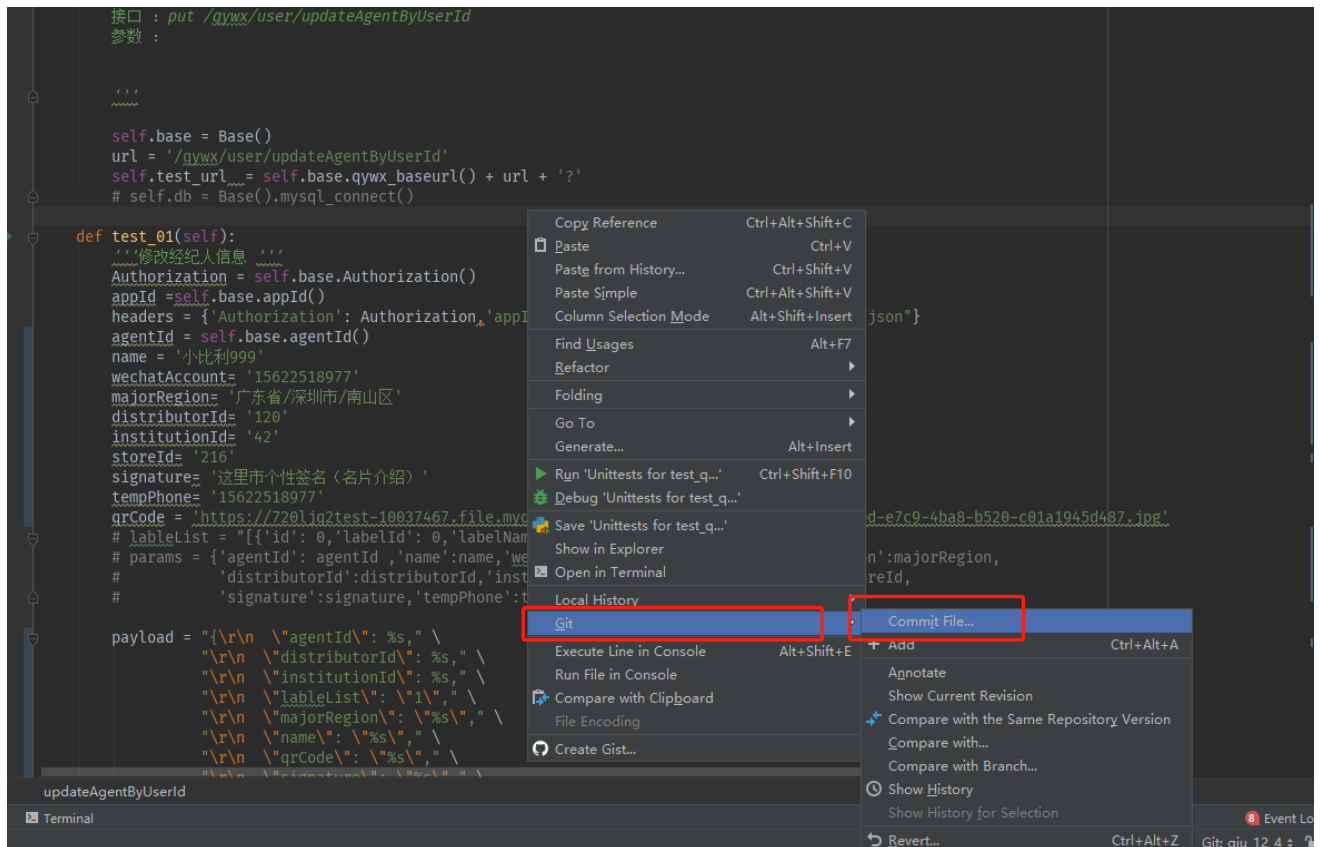 接口 : put /qywx/user/updateAgentByUserId
参数 :
'''
self.base = Base()
url = '/qywx/user/updateAgentByUserId'
self.test_url = self.base.qywx_baseurl() + url + '?'
# self.db = Base().mysql_connect()
def test_01(self):
'''修改经纪人信息 '''
Authorization = self.base.Authorization()
appId =self.base.appId()
headers = {'Authorization': Authorization,'appI
json"}
agentId = self.base.agentId()
name = '小比利999'
wechatAccount= '15622518977'
majorRegion= '广东省/深圳市/南山区'
distributorId= '120'
institutionId= '42'
storeId= '216'
signature= '这里市个性签名（名片介绍）'
tempPhone= '15622518977'
qrCode = 'https://720ljq2test-10037467.file.myq
d-e7c9-4ba8-b520-c01a1945d487.jpg'
# lableList = "[{'id': 0,'labelId': 0,'labelNam
# params = {'agentId': agentId ,'name':name,'we
n':majorRegion,
# 'distributorId':distributorId,'inst
reId,
# 'signature':signature,'tempPhone':t
payload = "{\r\n \"agentId\": %s," \
"\r\n \"distributorId\": %s," \
"\r\n \"institutionId\": %s," \
"\r\n \"lableList\": \"1\"," \
"\r\n \"majorRegion\": \"%s\"," \
"\r\n \"name\": \"%s\"," \
"\r\n \"qrCode\": \"%s\"," \
"\r\n \"signature\": \"%s\"," \
Copy Reference Ctrl+Alt+Shift+C
Paste Ctrl+V
Paste from History... Ctrl+Shift+V
Paste Simple Ctrl+Alt+Shift+V
Column Selection Mode Alt+Shift+Insert
Find Usages Alt+F7
Refactor
Folding
Go To
Generate... Alt+Insert
Run 'Unittests for test_q...' Ctrl+Shift+F10
Debug 'Unittests for test_q...'
Save 'Unittests for test_q...'
Show in Explorer
Open in Terminal
Local History
Git
Execute Line in Console Alt+Shift+E
Run File in Console
Compare with Clipboard
File Encoding
Create Gist...
Commit File...
Add Ctrl+Alt+A
Annotate
Show Current Revision
Compare with the Same Repository Version
Compare with...
Compare with Branch...
Show History
Show History for Selection
Revert... Ctrl+Alt+Z
updateAgentByUserId
Terminal
8 Event Lo
Git: qiu_12_4